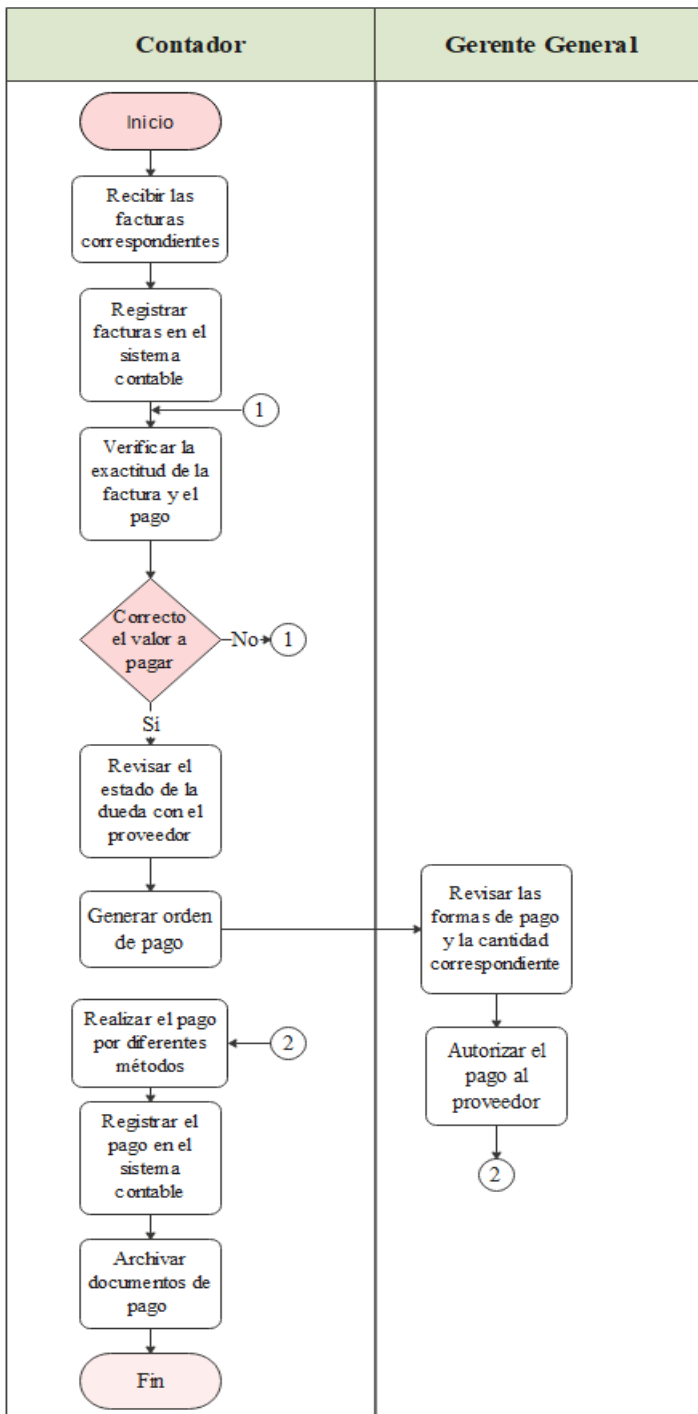 Contador
Gerente General
Inicio
Recibir las
facturas
correspondientes
Registrar
facturas en el
sistema
contable
1
Verificar la
exactitud de la
factura y el
pago
Correcto
el valor a
pagar
No
1
Sí
Revisar el
estado de la
dueda con el
proveedor
Generar orden
de pago
Revisar las
formas de pago
y la cantidad
correspondiente
Autorizar el
pago al
proveedor
2
Realizar el pago
por diferentes
métodos
2
Registrar el
pago en el
sistema
contable
Archivar
documentos de
pago
Fin